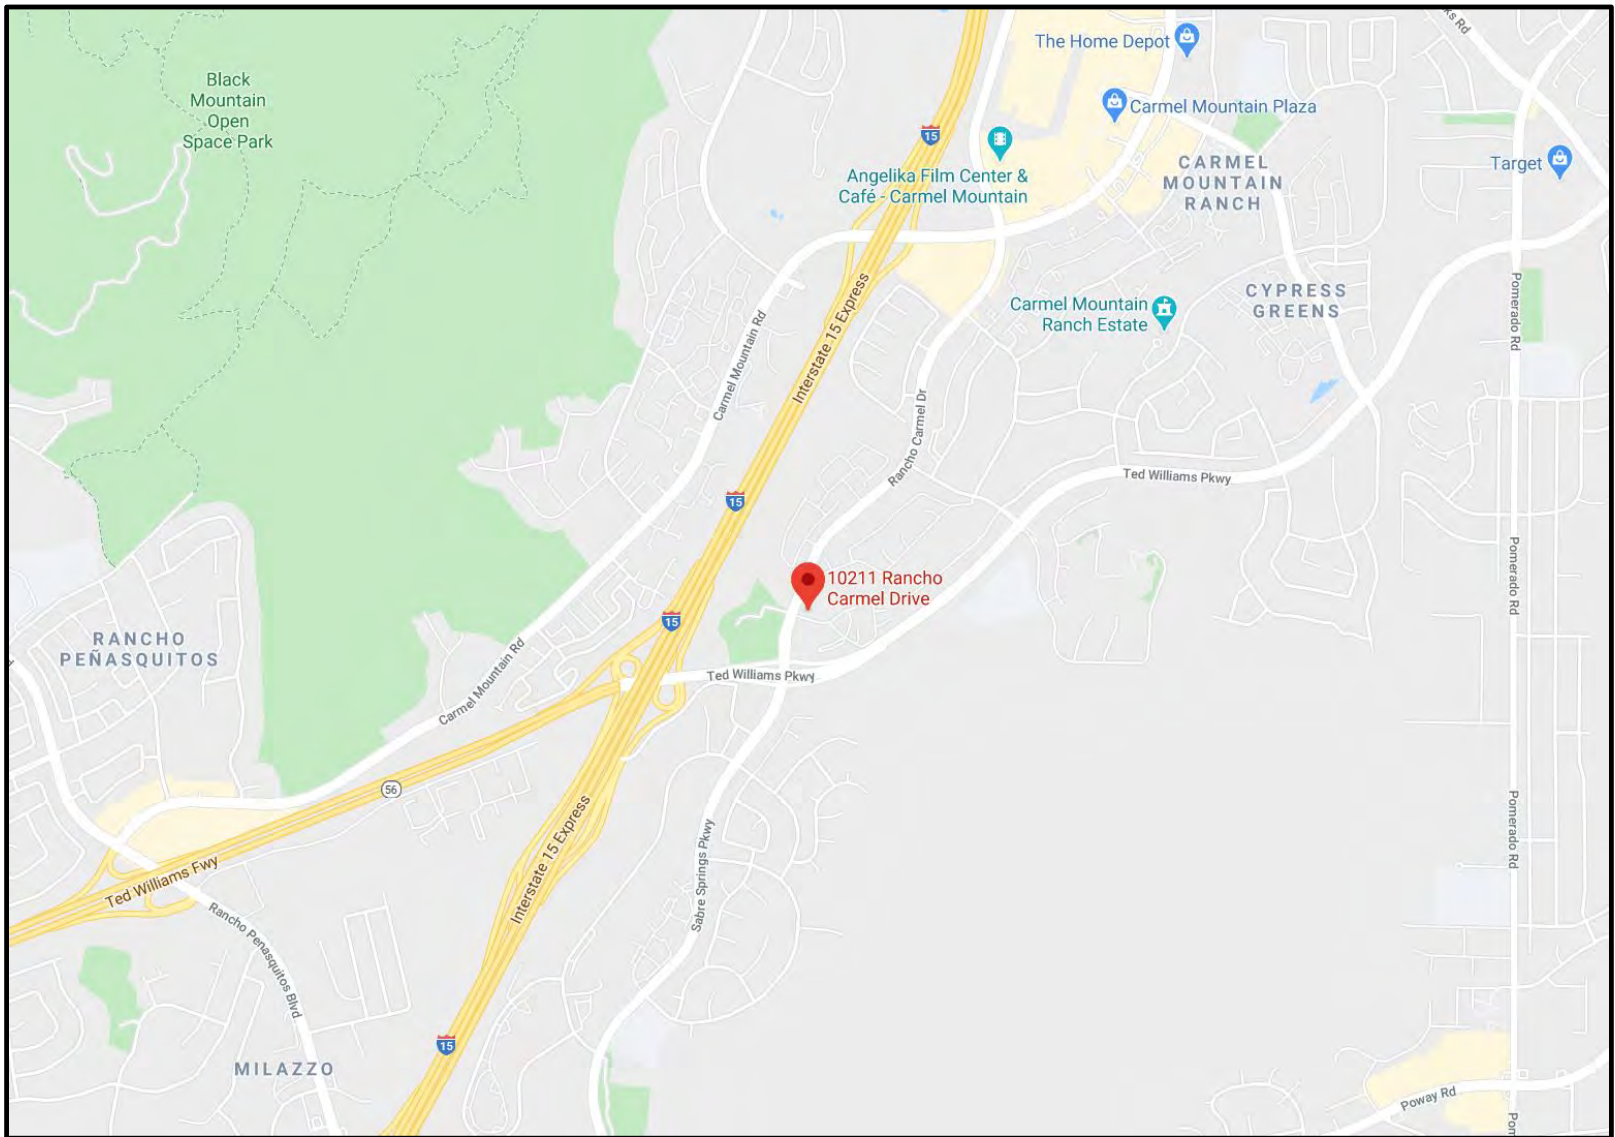 The Home Depot
ks Rd
Black
Mountain
Open
Space Park
15
Carmel Mountain Plaza
Angelika Film Center &
Café - Carmel Mountain
CARMEL
MOUNTAIN
RANCH
Target
Interstate 15 Express
Carmel Mountain
Ranch Estate
CYPRESS
GREENS
Pomerado Rd
Carmel Mountain Rd
Rancho Carmel Dr
Ted Williams Pkwy
15
Pomerado Rd
10211 Rancho
Carmel Drive
15
RANCHO
PEÑASQUITOS
Carmel Mountain Rd
Ted Williams Pkwy
56
Interstate 15 Express
Sabre Springs Pkwy
Pomerado Rd
Ted Williams Fwy
Rancho Penasquitos Blvd
15
MILAZZO
Poway Rd
Pom